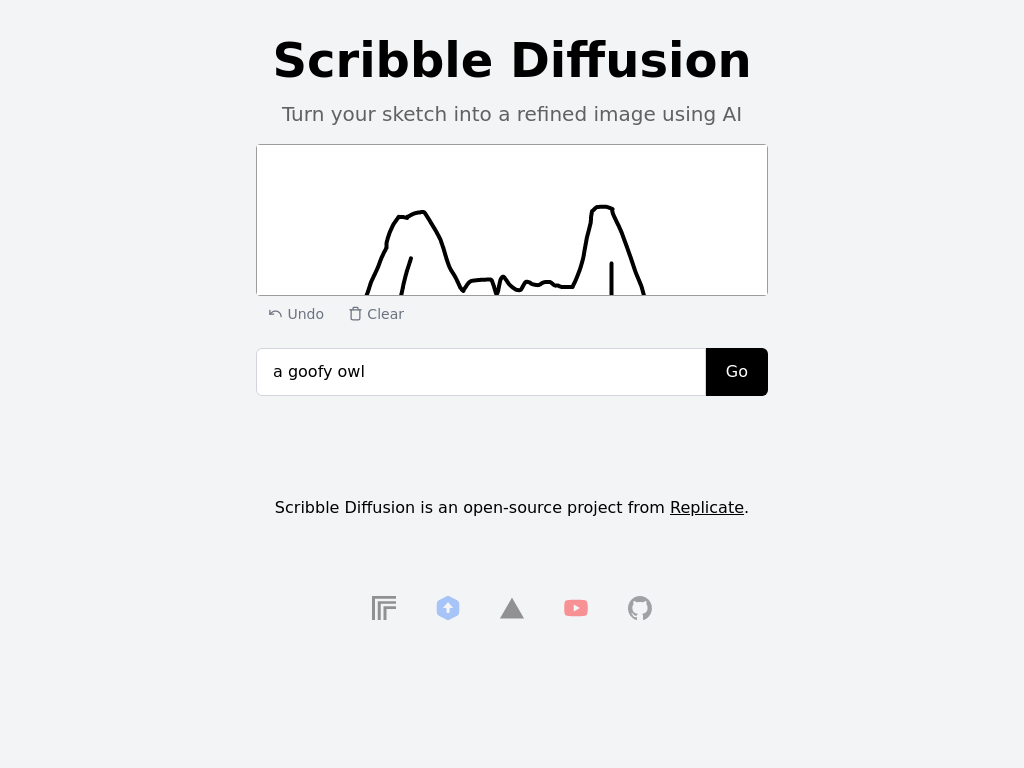 Scribble Diffusion
Turn your sketch into a refined image using AI
Undo Clear
a goofy owl
Go
Scribble Diffusion is an open-source project from Replicate.